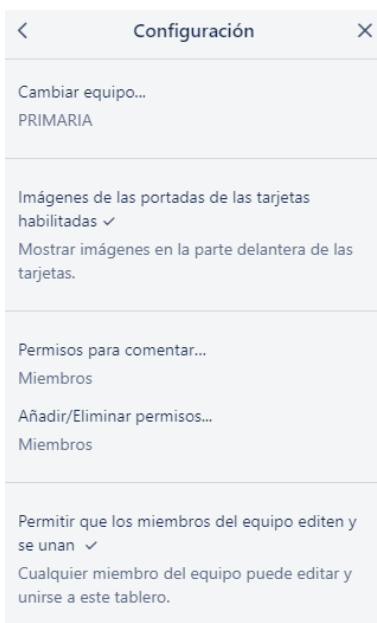 Configuración
Cambiar equipo...
PRIMARIA
Imágenes de las portadas de las tarjetas
habilitadas ✓
Mostrar imágenes en la parte delantera de las
tarjetas.
Permisos para comentar...
Miembros
Añadir/Eliminar permisos...
Miembros
Permitir que los miembros del equipo editen y
se unan ✓
Cualquier miembro del equipo puede editar y
unirse a este tablero.